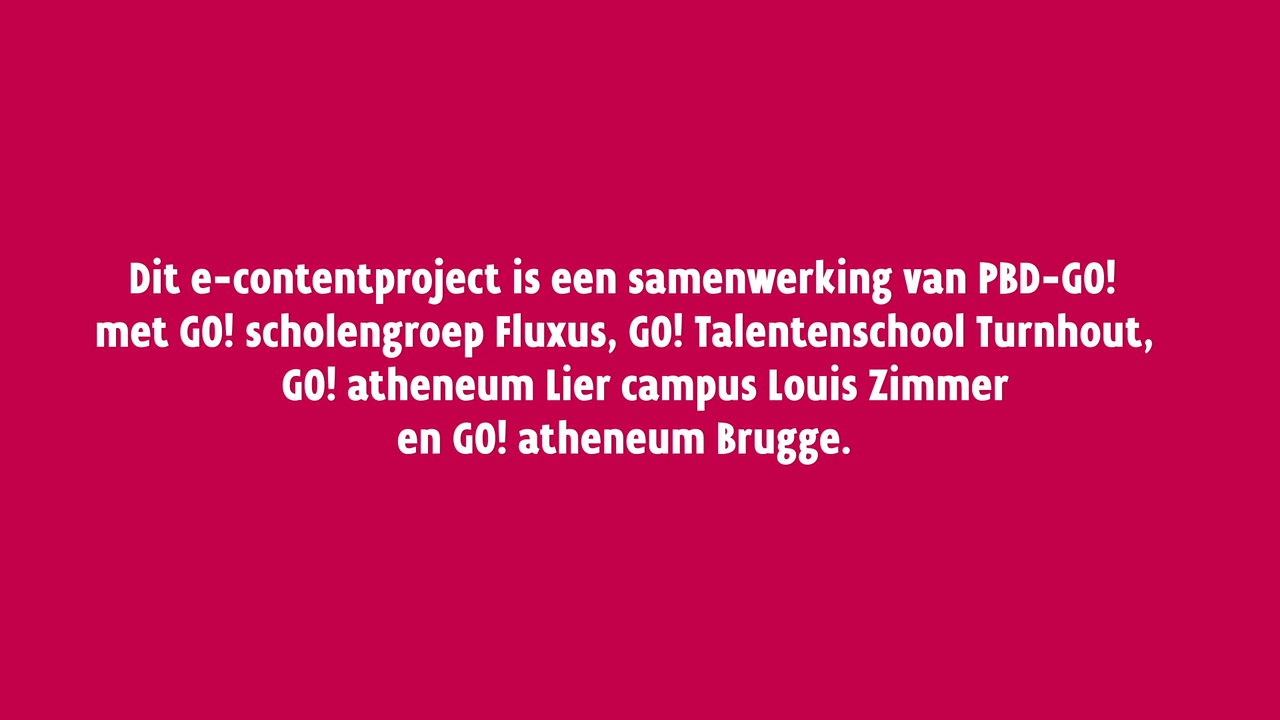 Dit e-contentproject is een samenwerking van PBD-GO!
met GO! scholengroep Fluxus, GO! Talentenschool Turnhout,
GO! atheneum Lier campus Louis Zimmer
en GO! atheneum Brugge.